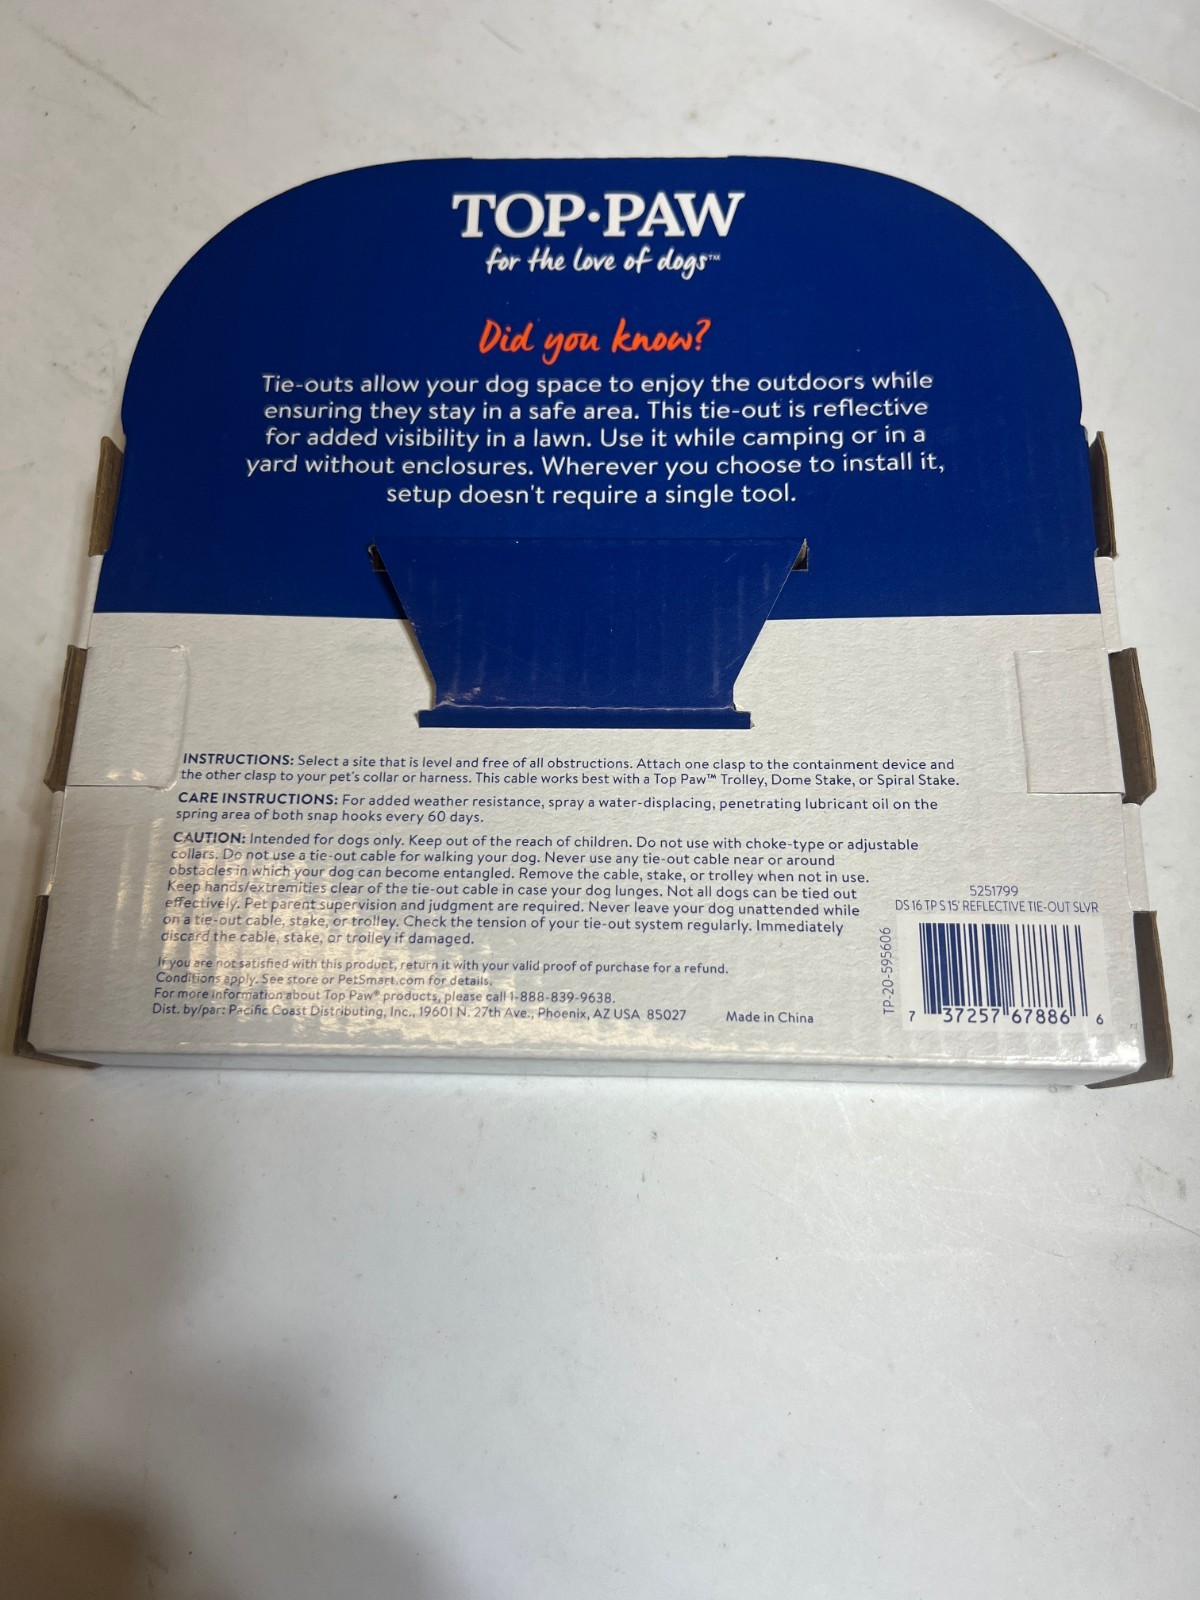 TOP·PAW
for the love of dogs™
Did you know?
Tie-outs allow your dog space to enjoy the outdoors while
ensuring they stay in a safe area. This tie-out is reflective
for added visibility in a lawn. Use it while camping or in a
yard without enclosures. Wherever you choose to install it,
setup doesn't require a single tool.
INSTRUCTIONS: Select a site that is level and free of all obstructions. Attach one clasp to the containment device and
the other clasp to your pet's collar or harness. This cable works best with a Top Paw™ Trolley, Dome Stake, or Spiral Stake.
CARE INSTRUCTIONS: For added weather resistance, spray a water-displacing, penetrating lubricant oil on the
spring area of both snap hooks every 60 days.
CAUTION: Intended for dogs only. Keep out of the reach of children. Do not use with choke-type or adjustable
collars. Do not use a tie-out cable for walking your dog. Never use any tie-out cable near or around
obstacles in which your dog can become entangled. Remove the cable, stake, or trolley when not in use.
Keep hands/extremities clear of the tie-out cable in case your dog lunges. Not all dogs can be tied out
effectively. Pet parent supervision and judgment are required. Never leave your dog unattended while
on a tie-out cable, stake, or trolley. Check the tension of your tie-out system regularly. Immediately
discard the cable, stake, or trolley if damaged.
If you are not satisfied with this product, return it with your valid proof of purchase for a refund.
Conditions apply. See store or PetSmart.com for details.
For more information about Top Paw® products, please call 1-888-839-9638.
Dist. by/par: Pacific Coast Distributing, Inc., 19601 N. 27th Ave., Phoenix, AZ USA 85027 Made in China
5251799
DS 16 TP S 15' REFLECTIVE TIE-OUT SLVR
TP-20-595606
7 37257 67886 6